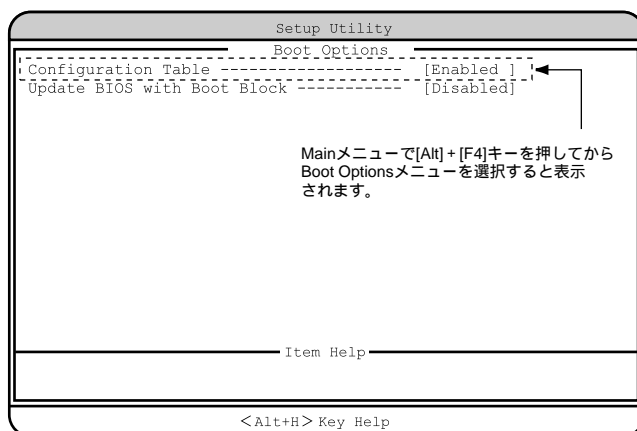 Setup Utility
Boot Options
Configuration Table ------------------- [Enabled ]
Update BIOS with Boot Block ----------- [Disabled]
Mainメニューで[Alt]+[F4]キーを押してから
Boot Optionsメニューを選択すると表示
されます。
Item Help
＜Alt+H＞Key Help